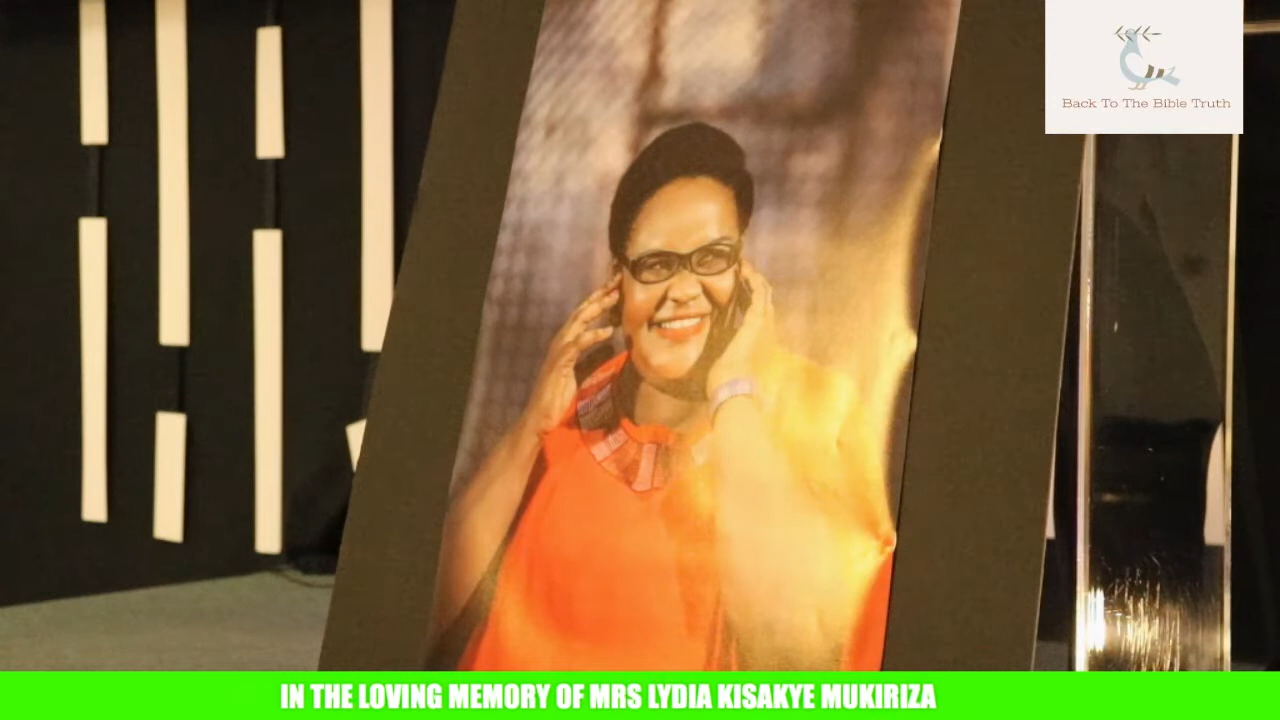 Back To The Bible Truth
IN THE LOVING MEMORY OF MRS LYDIA KISAKYE MUKIRIZA